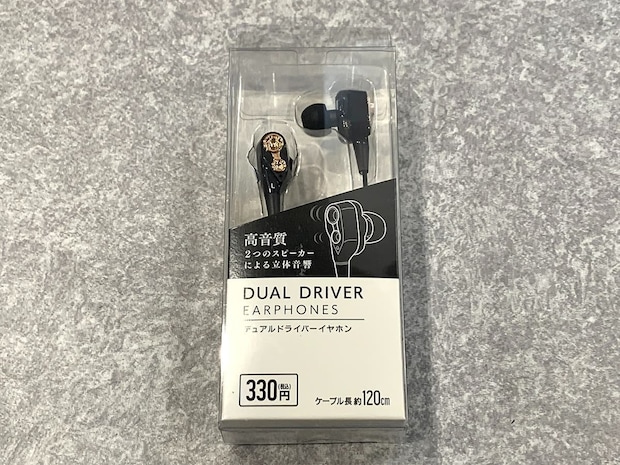 高音質
2つのスピーカー
による立体音響
DUAL DRIVER
EARPHONES
デュアルドライバーイヤホン
330円(税込)
ケーブル長 約120cm